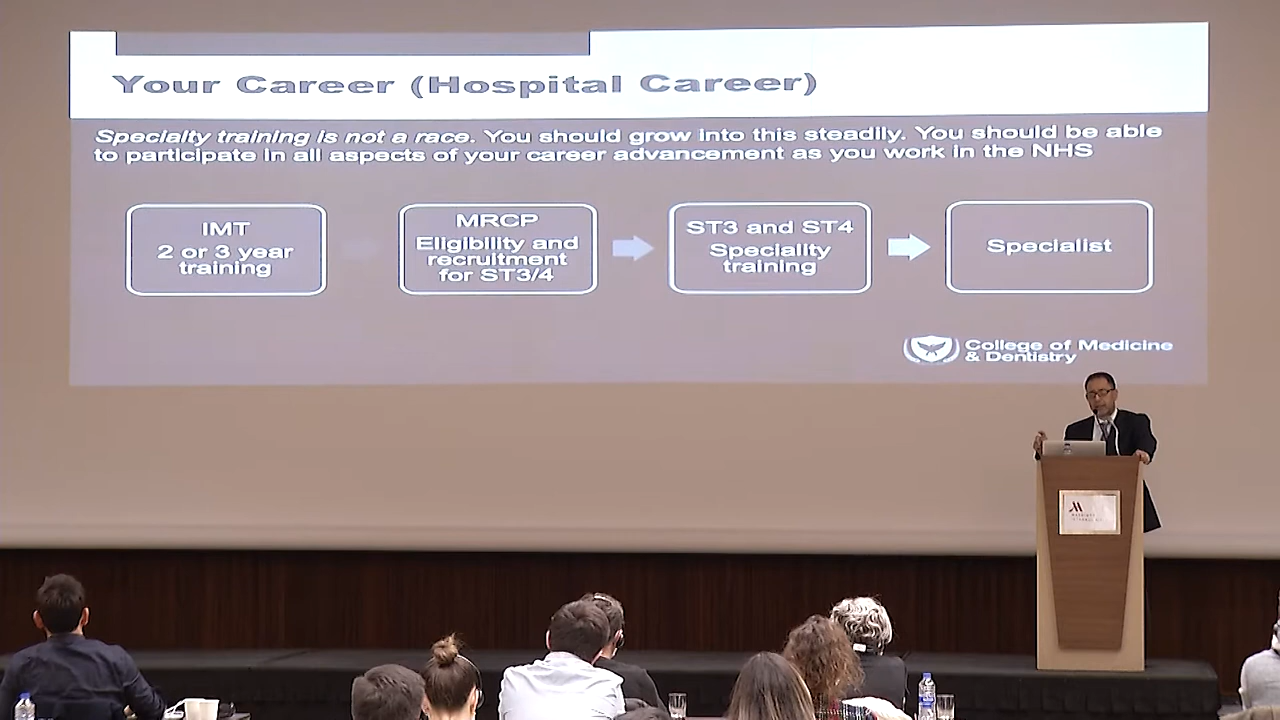 Your Career (Hospital Career)
Specialty training is not a race. You should grow into this steadily. You should be able
to participate in all aspects of your career advancement as you work in the NHS
IMT
2 or 3 year
training
MRCP
Eligibility and
recruitment
for ST3/4
ST3 and ST4
Speciality
training
Specialist
College of Medicine
& Dentistry